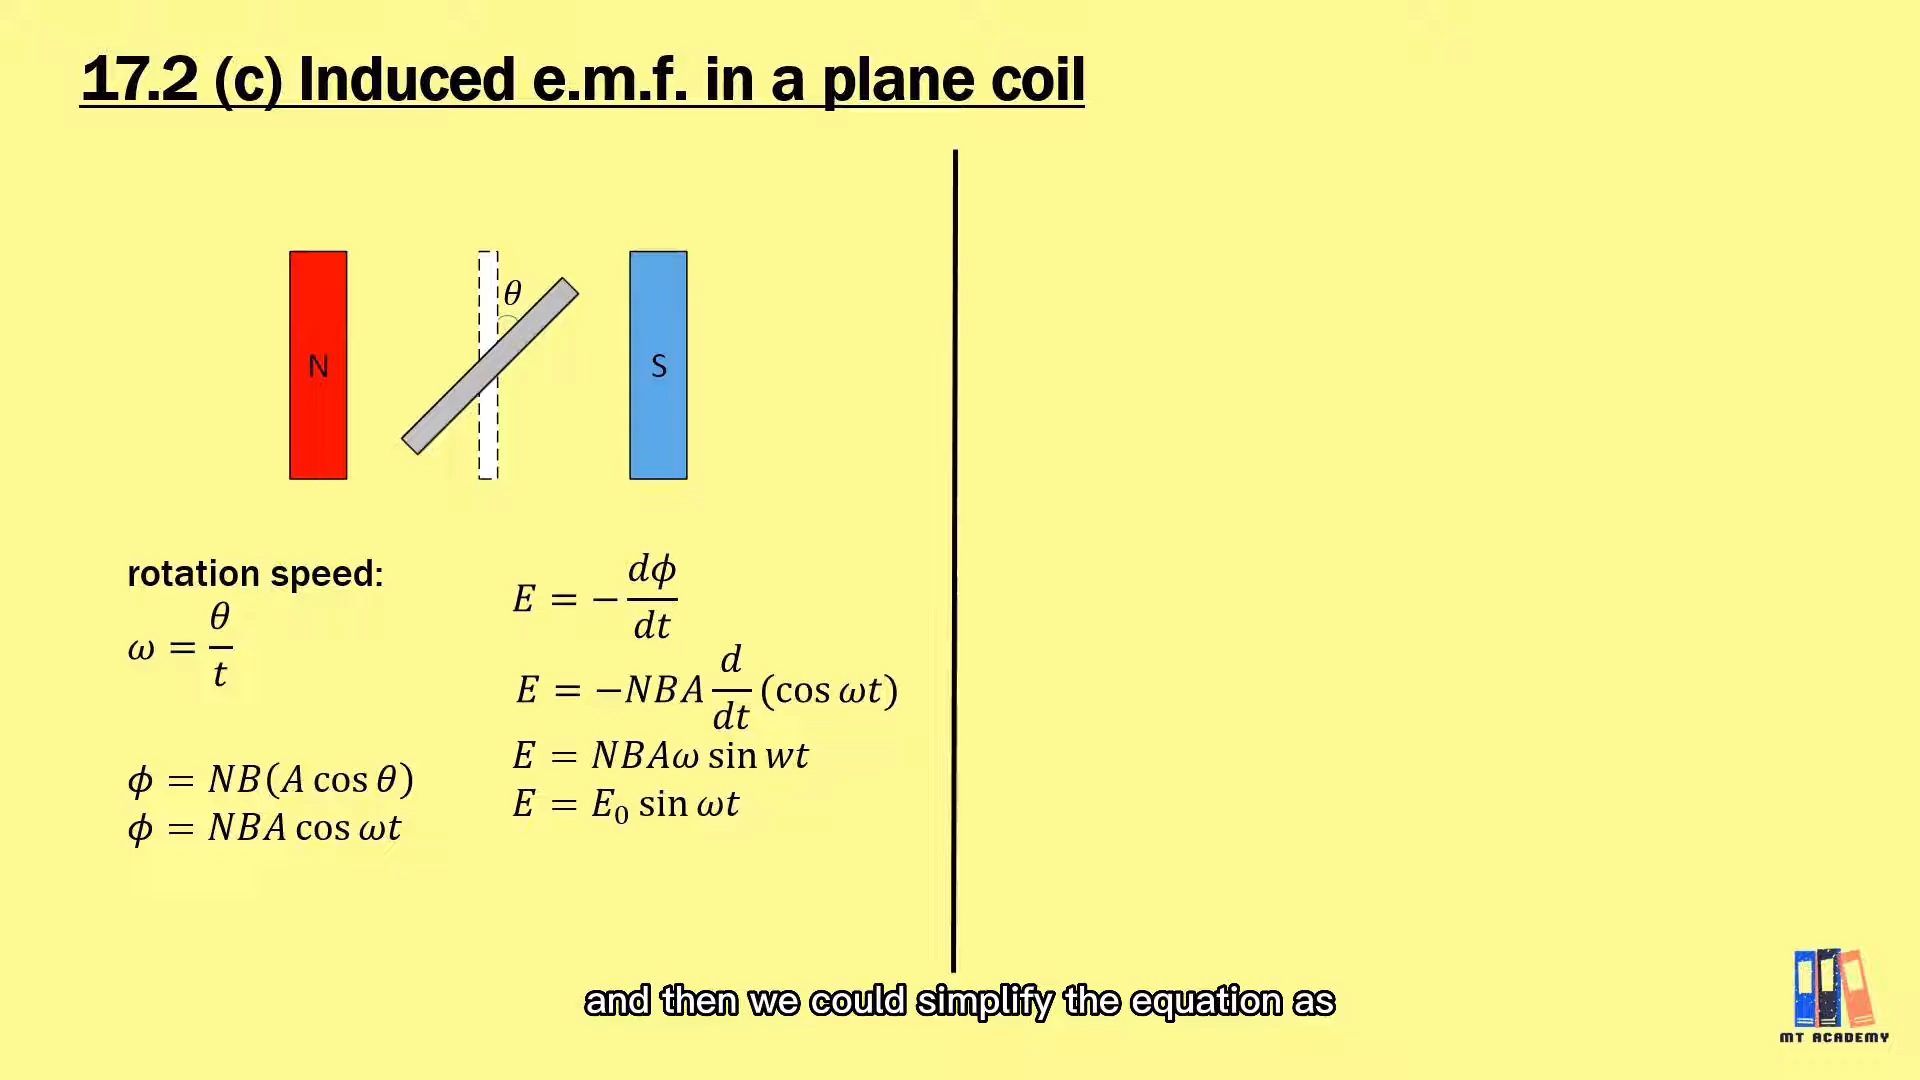 17.2 (c) Induced e.m.f. in a plane coil
θ
N
S
rotation speed:
ω = θ/t
ϕ = NB(A cos θ)
ϕ = NBA cos ωt
E = −dϕ/dt
E = −NBA d/dt (cos ωt)
E = NBAω sin wt
E = E₀ sin ωt
and then we could simplify the equation as
MT ACADEMY